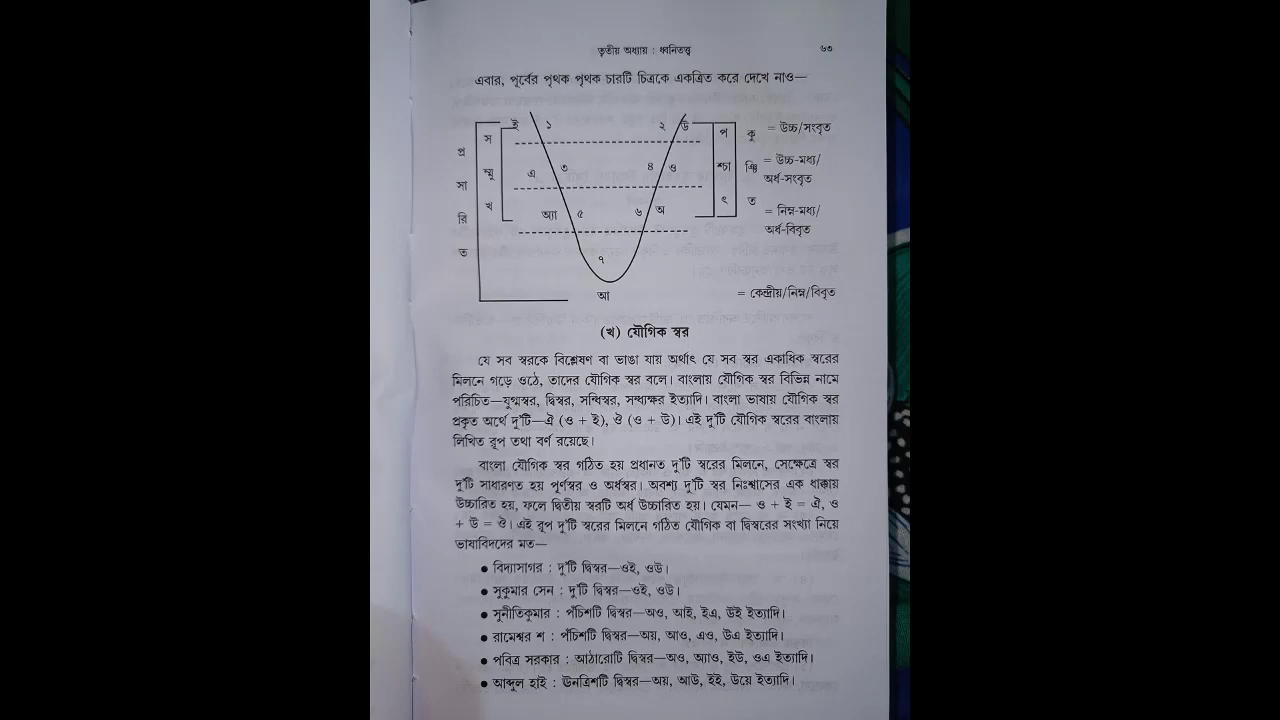 তৃতীয় অধ্যায় : ধ্বনিতত্ত্ব ৬৩
এবার, পূর্বের পৃথক পৃথক চারটি চিত্রকে একত্রিত করে দেখে নাও—
প্রসারিত
সম্মুখ
ই ১ ২ উ
এ ৩ ৪ ও
অ্যা ৫ ৬ অ
৭
আ
পশ্চাৎ
কুঞ্চিত
= উচ্চ/সংবৃত
= উচ্চ-মধ্য/
অর্ধ-সংবৃত
= নিম্ন-মধ্য/
অর্ধ-বিবৃত
= কেন্দ্রীয়/নিম্ন/বিবৃত
(খ) যৌগিক স্বর
যে সব স্বরকে বিশ্লেষণ বা ভাঙা যায় অর্থাৎ যে সব স্বর একাধিক স্বরের
মিলনে গড়ে ওঠে, তাদের যৌগিক স্বর বলে। বাংলায় যৌগিক স্বর বিভিন্ন নামে
পরিচিত—যুগ্মস্বর, দ্বিস্বর, সন্ধিস্বর, সন্ধ্যক্ষর ইত্যাদি। বাংলা ভাষায় যৌগিক স্বর
প্রকৃত অর্থে দু'টি—ঐ (ও + ই), ঔ (ও + উ)। এই দু'টি যৌগিক স্বরের বাংলায়
লিখিত রূপ তথা বর্ণ রয়েছে।
বাংলা যৌগিক স্বর গঠিত হয় প্রধানত দু'টি স্বরের মিলনে, সেক্ষেত্রে স্বর
দু'টি সাধারণত হয় পূর্ণস্বর ও অর্ধস্বর। অবশ্য দু'টি স্বর নিঃশ্বাসের এক ধাক্কায়
উচ্চারিত হয়, ফলে দ্বিতীয় স্বরটি অর্ধ উচ্চারিত হয়। যেমন— ও + ই = ঐ, ও
+ উ = ঔ। এই রূপ দু'টি স্বরের মিলনে গঠিত যৌগিক বা দ্বিস্বরের সংখ্যা নিয়ে
ভাষাবিদদের মত—
● বিদ্যাসাগর : দু'টি দ্বিস্বর—ওই, ওউ।
● সুকুমার সেন : দু'টি দ্বিস্বর—ওই, ওউ।
● সুনীতিকুমার : পঁচিশটি দ্বিস্বর—অও, আই, ইএ, উই ইত্যাদি।
● রামেশ্বর শ : পঁচিশটি দ্বিস্বর—অয়, আও, এও, উএ ইত্যাদি।
● পবিত্র সরকার : আঠারোটি দ্বিস্বর—অও, অ্যাও, ইউ, ওএ ইত্যাদি।
● আব্দুল হাই : ঊনত্রিশটি দ্বিস্বর—অয়, আউ, ইই, উয়ে ইত্যাদি।